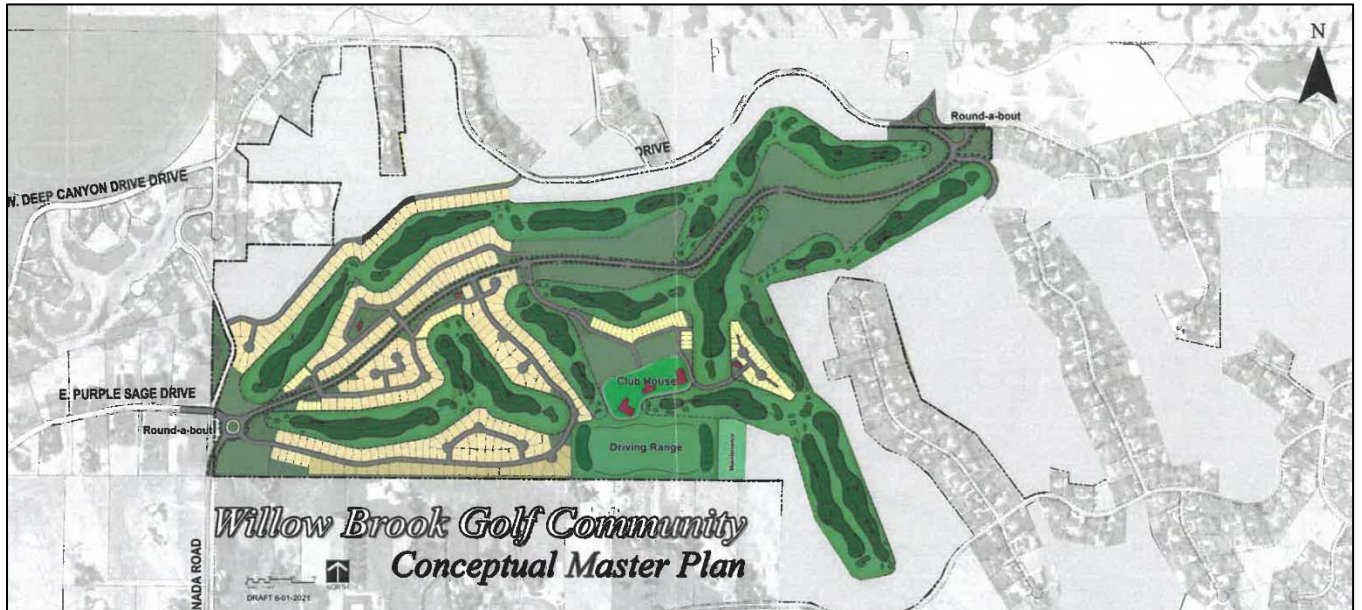 N
Round-a-bout
DRIVE
W. DEEP CANYON DRIVE DRIVE
E. PURPLE SAGE DRIVE
Club House
Round-a-bout
Driving Range
Maintenance
Willow Brook Golf Community
Conceptual Master Plan
NADA ROAD
NORTH
DRAFT 6-01-2021